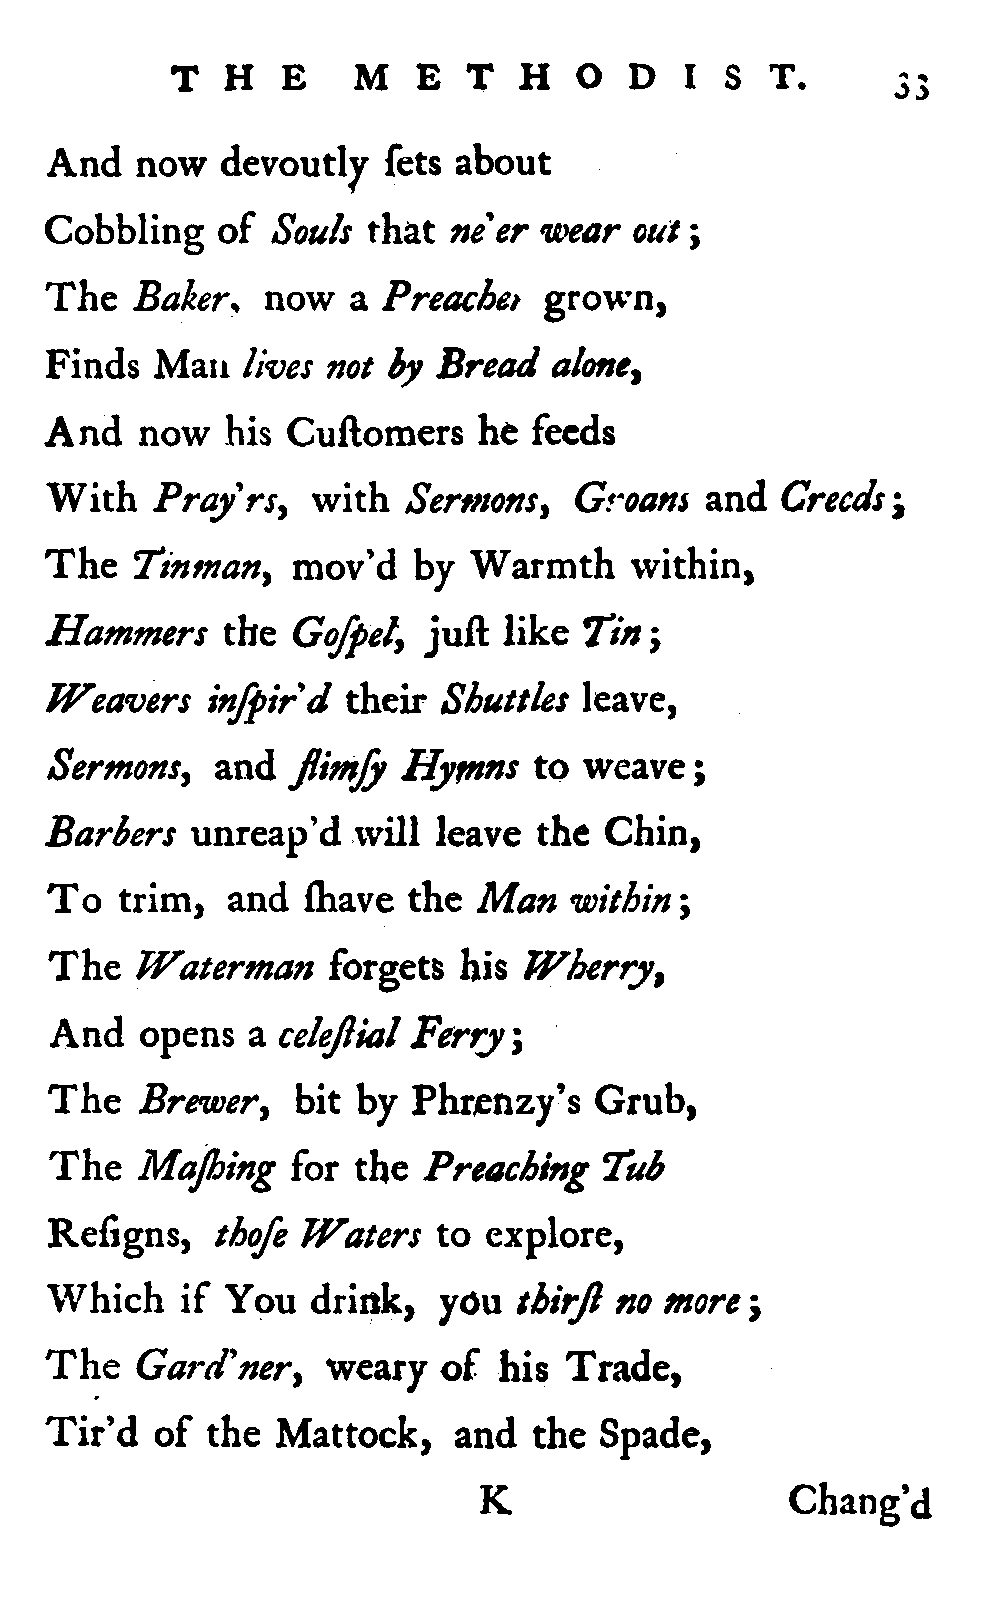 THE METHODIST. 33
And now devoutly ſets about
Cobbling of Souls that ne'er wear out;
The Baker, now a Preacher grown,
Finds Man lives not by Bread alone,
And now his Cuſtomers he feeds
With Pray'rs, with Sermons, Groans and Creeds;
The Tinman, mov'd by Warmth within,
Hammers the Goſpel, juſt like Tin;
Weavers inſpir'd their Shuttles leave,
Sermons, and flimſy Hymns to weave;
Barbers unreap'd will leave the Chin,
To trim, and ſhave the Man within;
The Waterman forgets his Wherry,
And opens a celeſtial Ferry;
The Brewer, bit by Phrenzy's Grub,
The Maſhing for the Preaching Tub
Reſigns, thoſe Waters to explore,
Which if You drink, you thirſt no more;
The Gard'ner, weary of his Trade,
Tir'd of the Mattock, and the Spade,
K Chang'd